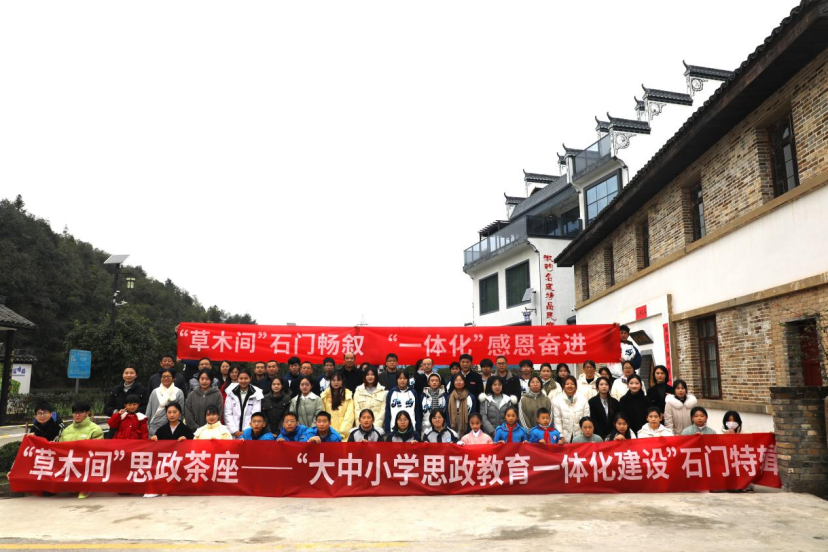 “草木间”石门畅叙 “一体化”感恩奋进
“草木间”思政茶座——“大中小学思政教育一体化建设”石门特辑